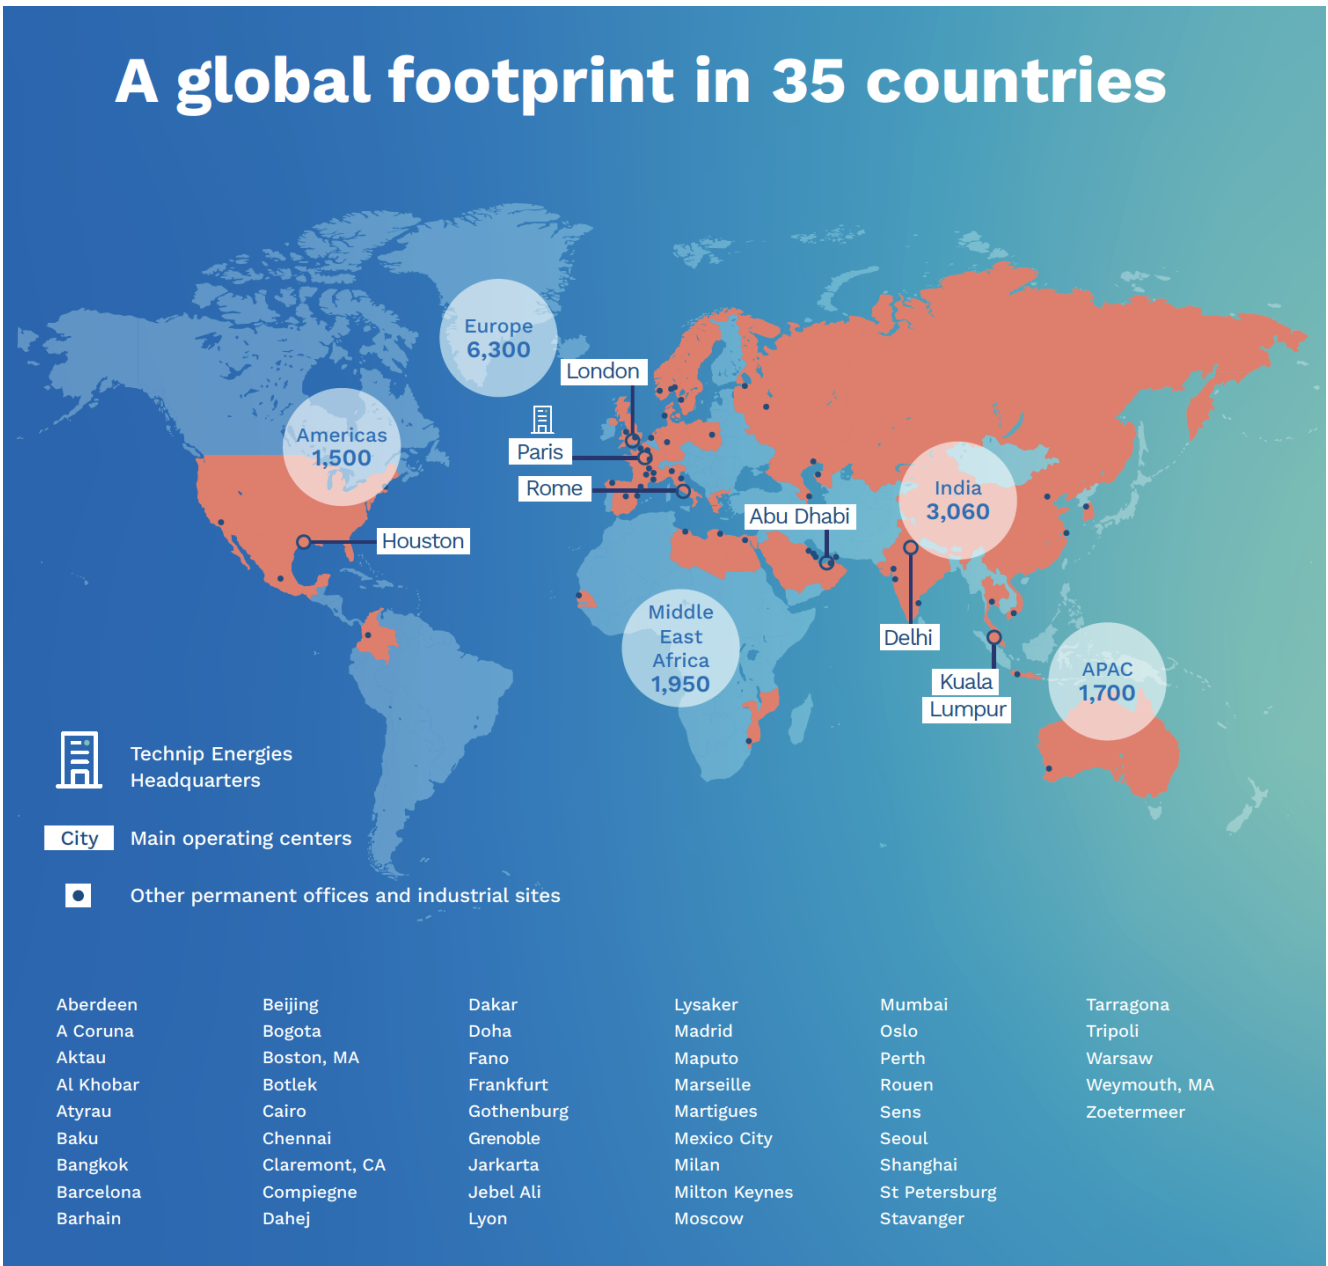 A global footprint in 35 countries
Europe
6,300
London
Americas
1,500
Paris
Rome
India
3,060
Abu Dhabi
Houston
Middle
East
Africa
1,950
Delhi
Kuala
Lumpur
APAC
1,700
Technip Energies
Headquarters
City
Main operating centers
Other permanent offices and industrial sites
Aberdeen
A Coruna
Aktau
Al Khobar
Atyrau
Baku
Bangkok
Barcelona
Barhain
Beijing
Bogota
Boston, MA
Botlek
Cairo
Chennai
Claremont, CA
Compiegne
Dahej
Dakar
Doha
Fano
Frankfurt
Gothenburg
Grenoble
Jarkarta
Jebel Ali
Lyon
Lysaker
Madrid
Maputo
Marseille
Martigues
Mexico City
Milan
Milton Keynes
Moscow
Mumbai
Oslo
Perth
Rouen
Sens
Seoul
Shanghai
St Petersburg
Stavanger
Tarragona
Tripoli
Warsaw
Weymouth, MA
Zoetermeer